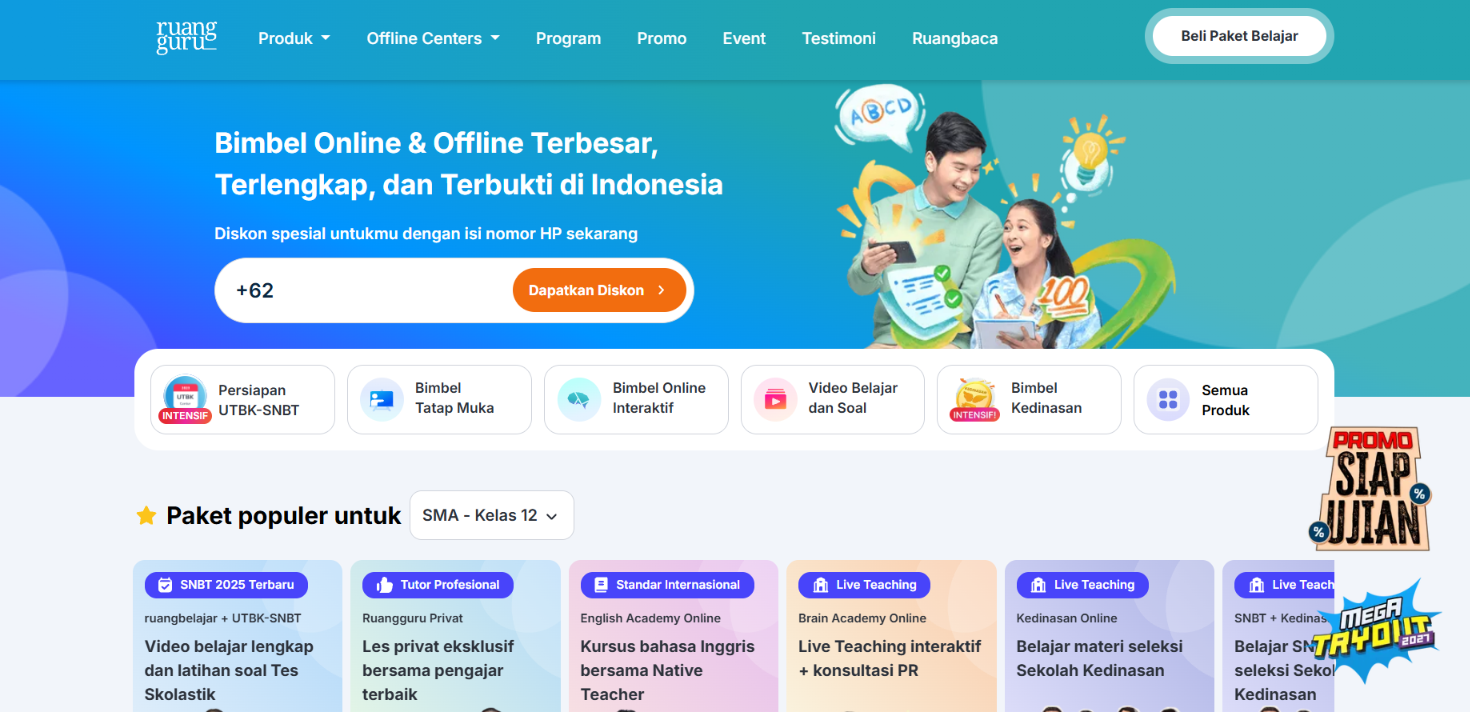 ruang
guru
Produk
Offline Centers
Program
Promo
Event
Testimoni
Ruangbaca
Beli Paket Belajar
Bimbel Online & Offline Terbesar,
Terlengkap, dan Terbukti di Indonesia
Diskon spesial untukmu dengan isi nomor HP sekarang
+62
Dapatkan Diskon
ABCD
100
UTBK
INTENSIF
Persiapan
UTBK-SNBT
Bimbel
Tatap Muka
Bimbel Online
Interaktif
Video Belajar
dan Soal
INTENSIF!
Bimbel
Kedinasan
Semua
Produk
PROMO
SIAP
UJIAN
%
%
Paket populer untuk
SMA - Kelas 12
SNBT 2025 Terbaru
ruangbelajar + UTBK-SNBT
Video belajar lengkap
dan latihan soal Tes
Skolastik
Tutor Profesional
Ruangguru Privat
Les privat eksklusif
bersama pengajar
terbaik
Standar Internasional
English Academy Online
Kursus bahasa Inggris
bersama Native
Teacher
Live Teaching
Brain Academy Online
Live Teaching interaktif
+ konsultasi PR
Live Teaching
Kedinasan Online
Belajar materi seleksi
Sekolah Kedinasan
Live Teach
SNBT + Kedinas
Belajar SN
seleksi Sekol
Kedinasan
MEGA
TRYOUT
2027